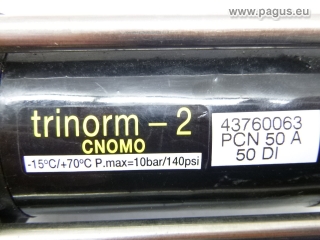 www.pagus.eu
trinorm - 2
CNOMO
-15°C/+70°C P.max=10bar/140psi
43760063
PCN 50 A
50 DI